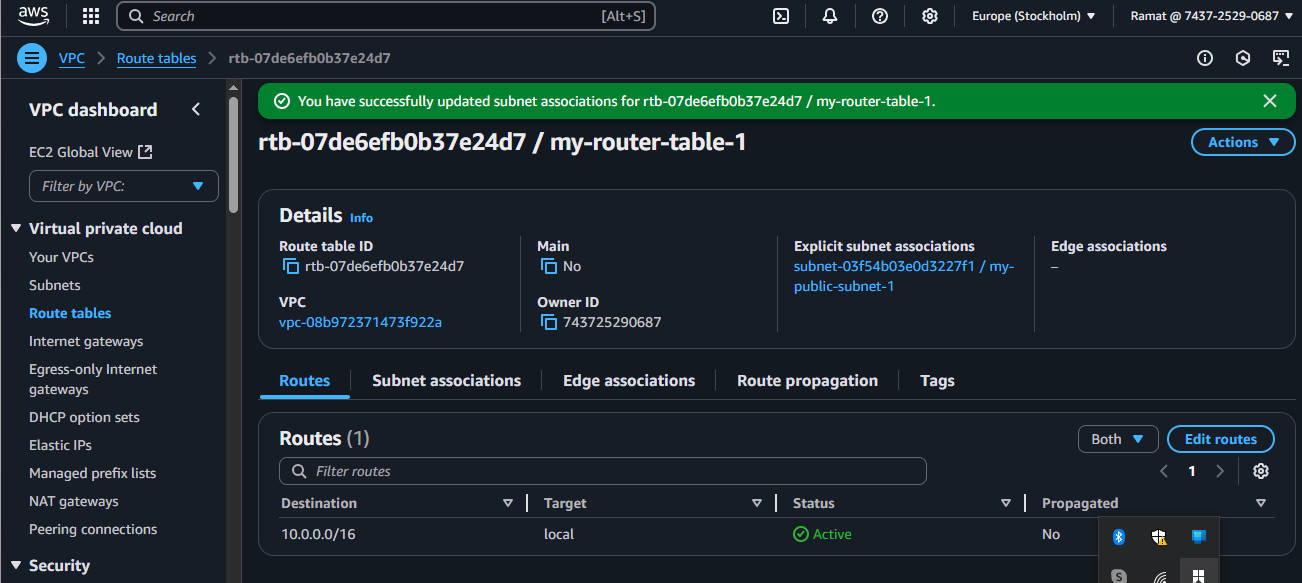 aws
Search [Alt+S]
Europe (Stockholm)
Ramat @ 7437-2529-0687
VPC
Route tables
rtb-07de6efb0b37e24d7
VPC dashboard
EC2 Global View
Filter by VPC:
Virtual private cloud
Your VPCs
Subnets
Route tables
Internet gateways
Egress-only Internet
gateways
DHCP option sets
Elastic IPs
Managed prefix lists
NAT gateways
Peering connections
Security
You have successfully updated subnet associations for rtb-07de6efb0b37e24d7 / my-router-table-1.
rtb-07de6efb0b37e24d7 / my-router-table-1
Actions
Details Info
Route table ID
rtb-07de6efb0b37e24d7
VPC
vpc-08b972371473f922a
Main
No
Owner ID
743725290687
Explicit subnet associations
subnet-03f54b03e0d3227f1 / my-
public-subnet-1
Edge associations
–
Routes
Subnet associations
Edge associations
Route propagation
Tags
Routes (1)
Both
Edit routes
Filter routes
1
Destination Target Status Propagated
10.0.0.0/16 local Active No